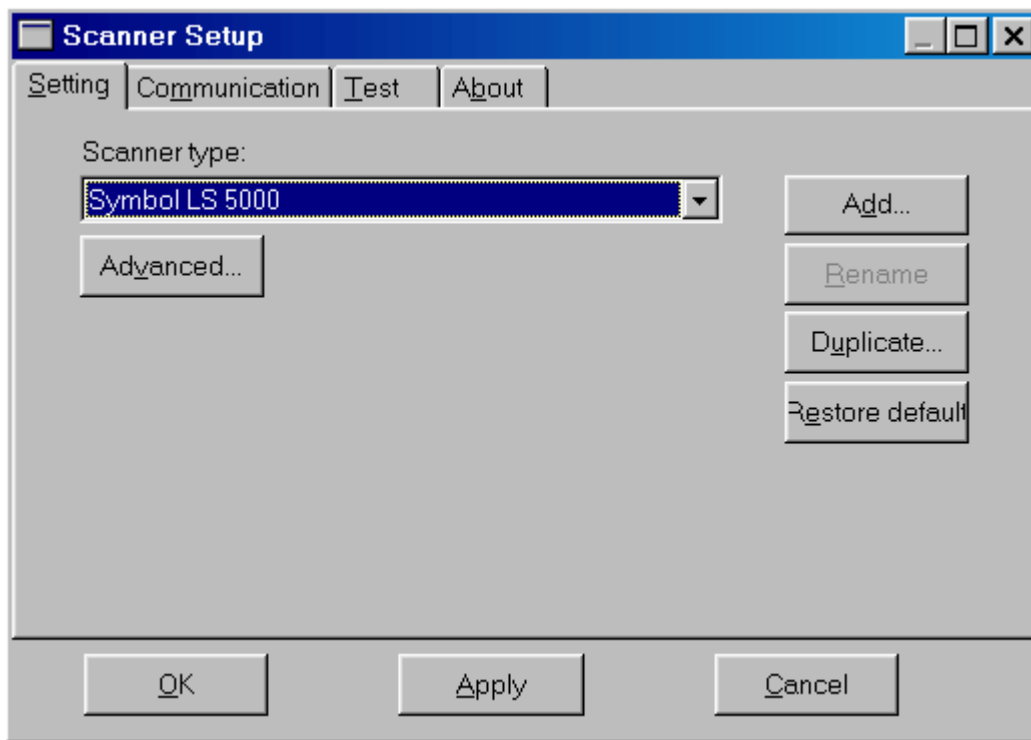 Scanner Setup
Setting Communication Test About
Scanner type:
Symbol LS 5000
Add...
Advanced...
Rename
Duplicate...
Restore default
OK Apply Cancel